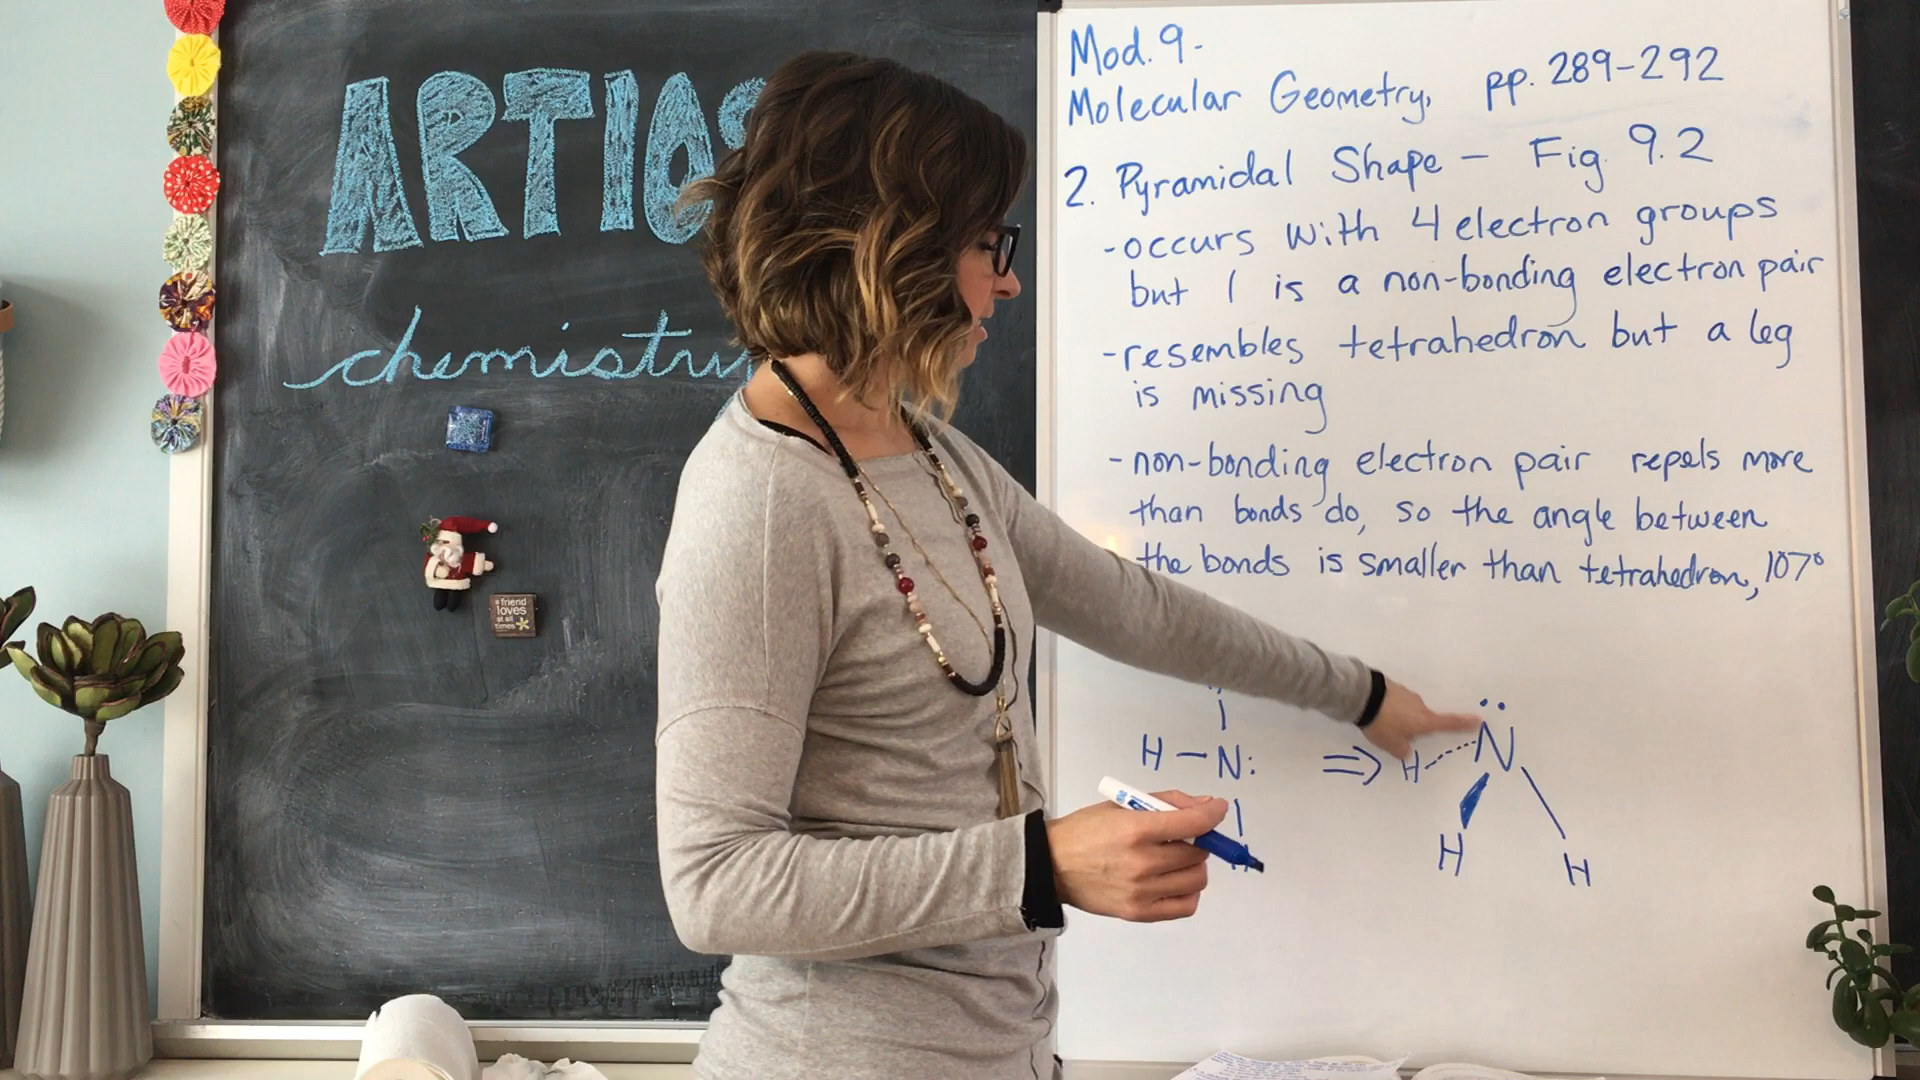 ARTIOS
chemistry
a friend
loves
at all
times
Mod. 9-
Molecular Geometry, pp. 289-292
2. Pyramidal Shape - Fig. 9.2
-occurs with 4 electron groups
but 1 is a non-bonding electron pair
-resembles tetrahedron but a leg
is missing
-non-bonding electron pair repels more
than bonds do, so the angle between
the bonds is smaller than tetrahedron, 107°
H-N: ⇒ H N
H H